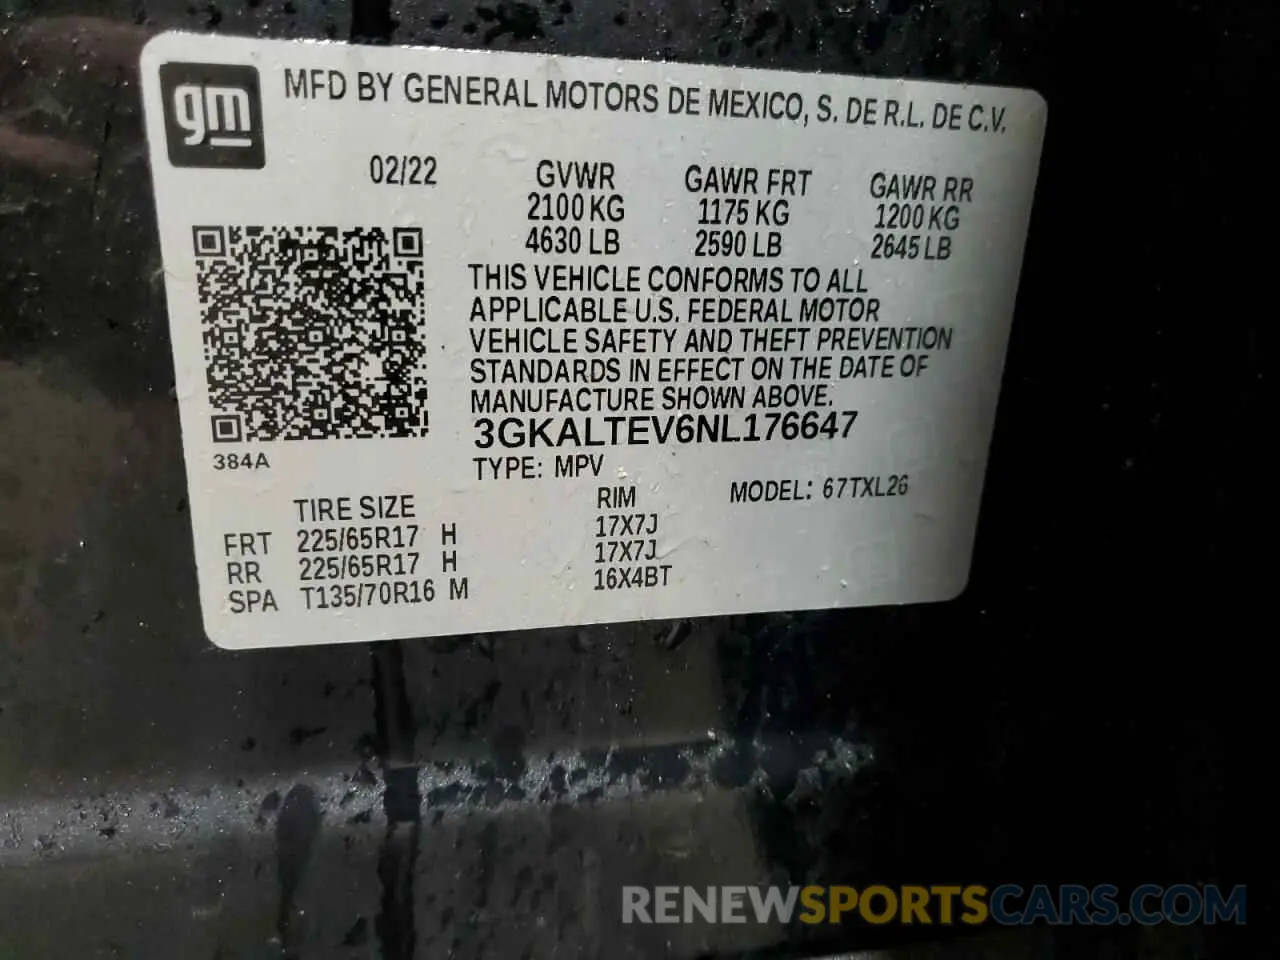 gm
MFD BY GENERAL MOTORS DE MEXICO, S. DE R.L. DE C.V.
02/22 GVWR GAWR FRT GAWR RR
2100 KG 1175 KG 1200 KG
4630 LB 2590 LB 2645 LB
THIS VEHICLE CONFORMS TO ALL
APPLICABLE U.S. FEDERAL MOTOR
VEHICLE SAFETY AND THEFT PREVENTION
STANDARDS IN EFFECT ON THE DATE OF
MANUFACTURE SHOWN ABOVE.
3GKALTEV6NL176647
384A
TYPE: MPV
MODEL: 67TXL26
TIRE SIZE RIM
FRT 225/65R17 H 17X7J
RR 225/65R17 H 17X7J
SPA T135/70R16 M 16X4BT
RENEWSPORTSCARS.COM